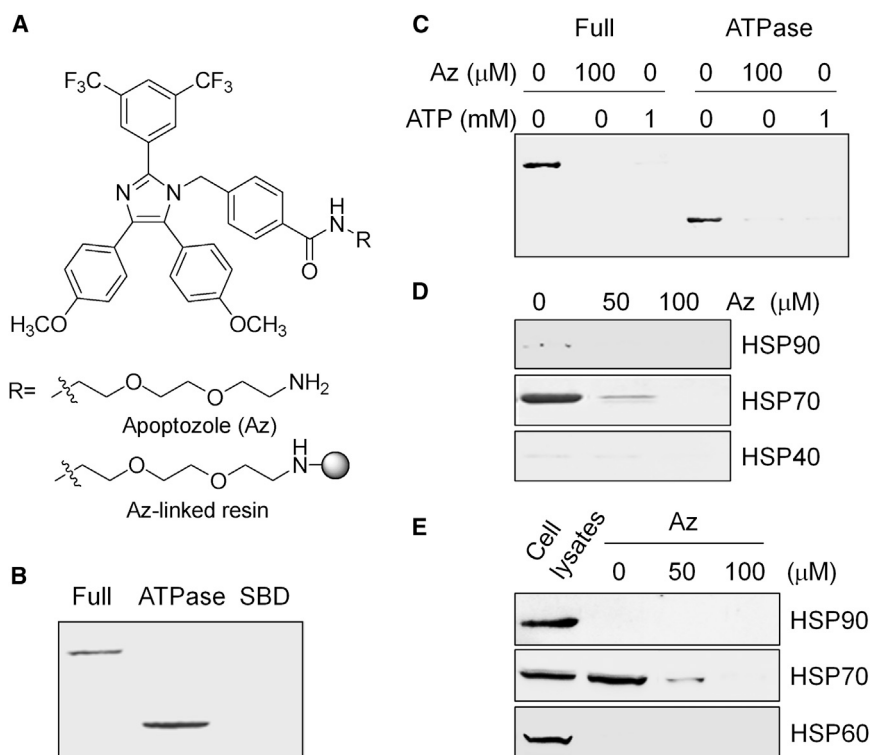 A
F₃C CF₃
N N
H
N
R
O
H₃CO OCH₃
R= O O NH₂
Apoptozole (Az)
O O H
N
Az-linked resin
B
Full ATPase SBD
C
Full ATPase
Az (μM) 0 100 0 0 100 0
ATP (mM) 0 0 1 0 0 1
D
0 50 100 Az (μM)
HSP90
HSP70
HSP40
E
Cell lysates
Az
0 50 100 (μM)
HSP90
HSP70
HSP60